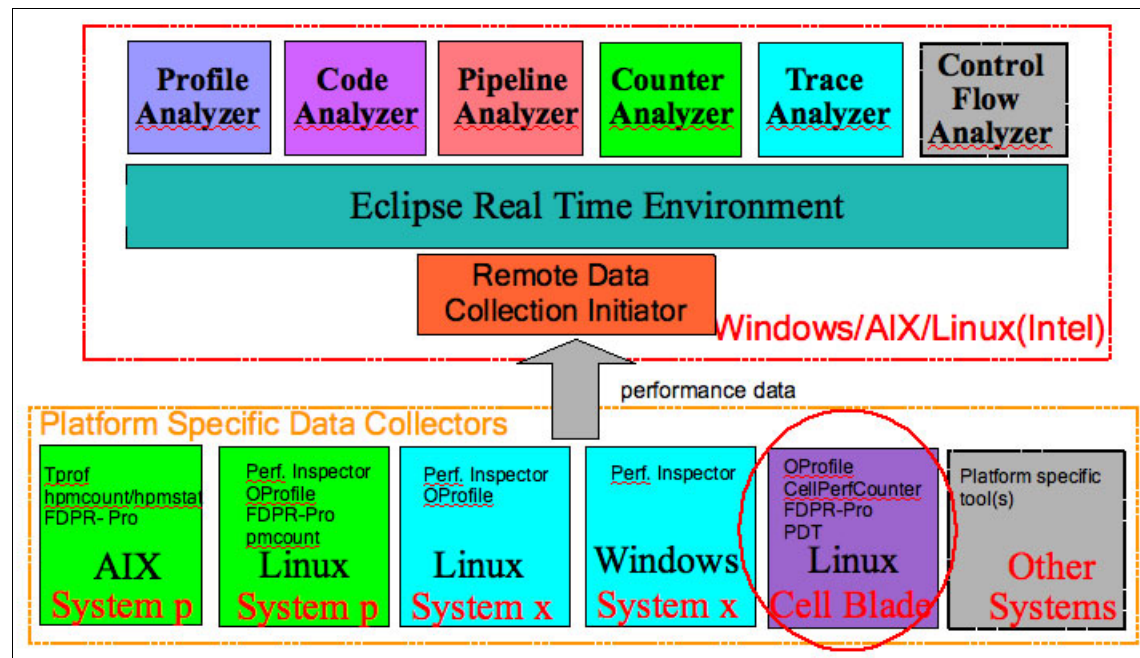 Profile
Analyzer
Code
Analyzer
Pipeline
Analyzer
Counter
Analyzer
Trace
Analyzer
Control
Flow
Analyzer
Eclipse Real Time Environment
Remote Data
Collection Initiator
Windows/AIX/Linux(Intel)
performance data
Platform Specific Data Collectors
Tprof
hpmcount/hpmstat
FDPR- Pro
AIX
System p
Perf. Inspector
OProfile
FDPR-Pro
pmcount
Linux
System p
Perf. Inspector
OProfile
Linux
System x
Perf. Inspector
Windows
System x
OProfile
CellPerfCounter
FDPR-Pro
PDT
Linux
Cell Blade
Platform specific
tool(s)
Other
Systems